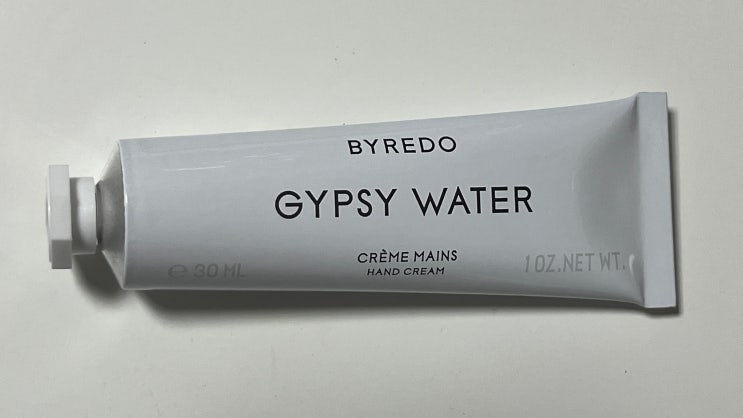 BYREDO
GYPSY WATER
CRÈME MAINS
HAND CREAM
℮ 30 ML
1 OZ.NET WT.